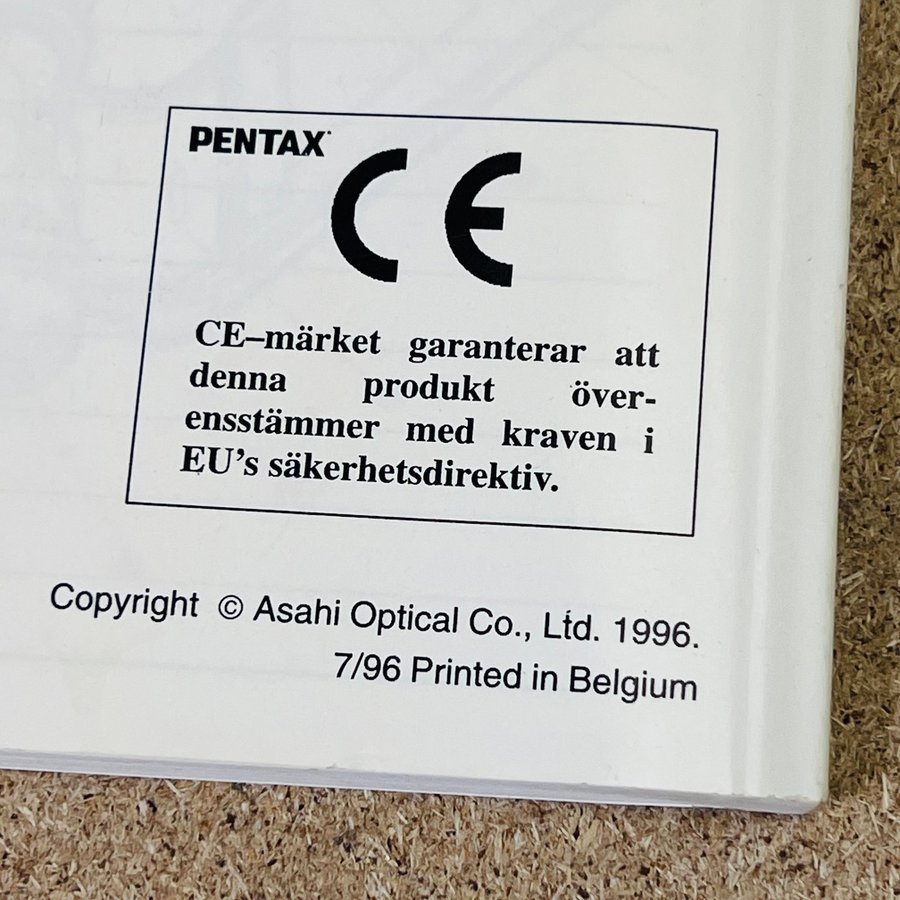 PENTAX
CE
CE–märket garanterar att
denna produkt över-
ensstämmer med kraven i
EU's säkerhetsdirektiv.
Copyright © Asahi Optical Co., Ltd. 1996.
7/96 Printed in Belgium